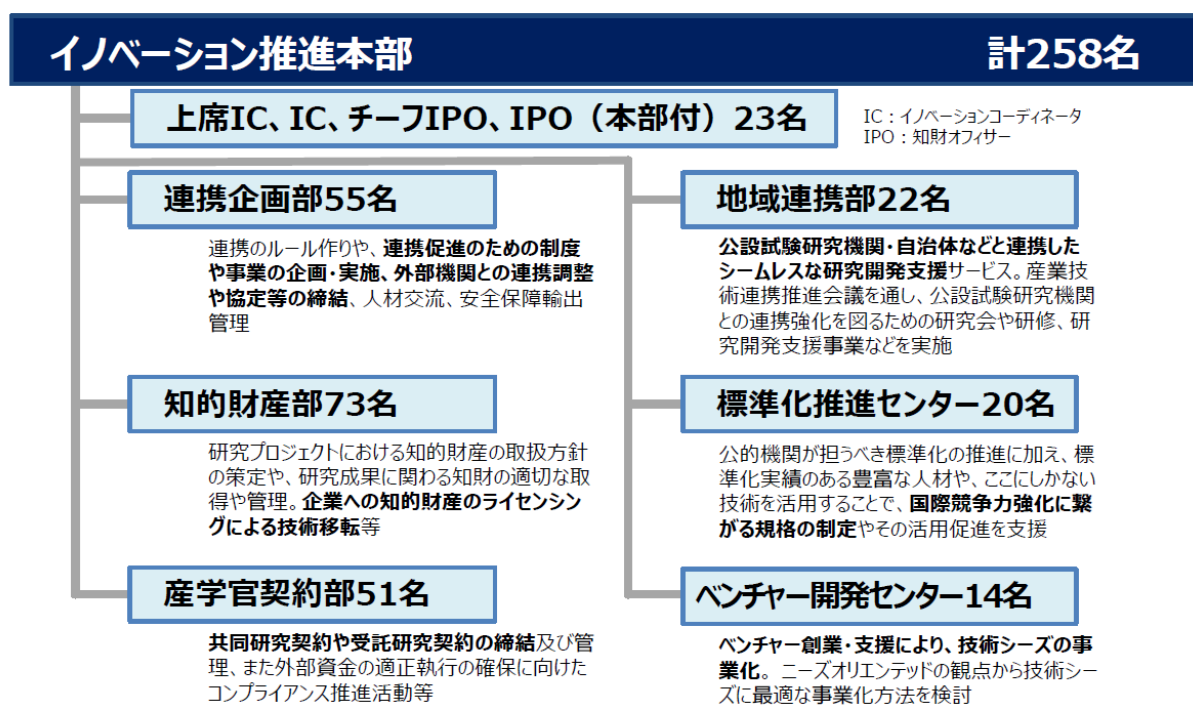 イノベーション推進本部 計258名
上席IC、IC、チーフIPO、IPO（本部付）23名
IC：イノベーションコーディネータ
IPO：知財オフィサー
連携企画部55名
連携のルール作りや、連携促進のための制度
や事業の企画・実施、外部機関との連携調整
や協定等の締結、人材交流、安全保障輸出
管理
地域連携部22名
公設試験研究機関・自治体などと連携した
シームレスな研究開発支援サービス。産業技
術連携推進会議を通し、公設試験研究機関
との連携強化を図るための研究会や研修、研
究開発支援事業などを実施
知的財産部73名
研究プロジェクトにおける知的財産の取扱方針
の策定や、研究成果に関わる知財の適切な取
得や管理。企業への知的財産のライセンシン
グによる技術移転等
標準化推進センター20名
公的機関が担うべき標準化の推進に加え、標
準化実績のある豊富な人材や、ここにしかない
技術を活用することで、国際競争力強化に繋
がる規格の制定やその活用促進を支援
産学官契約部51名
共同研究契約や受託研究契約の締結及び管
理、また外部資金の適正執行の確保に向けた
コンプライアンス推進活動等
ベンチャー開発センター14名
ベンチャー創業・支援により、技術シーズの事
業化。ニーズオリエンテッドの観点から技術シー
ズに最適な事業化方法を検討